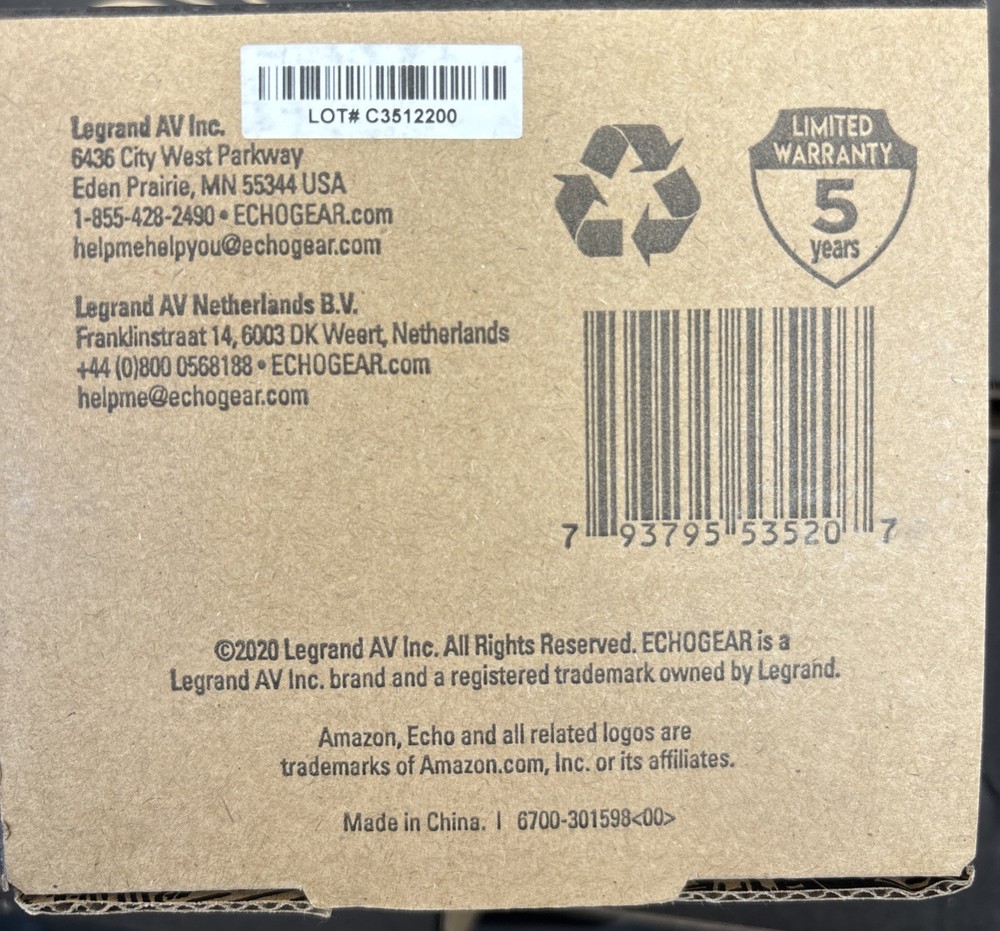 LOT# C3512200
Legrand AV Inc.
6436 City West Parkway
Eden Prairie, MN 55344 USA
1-855-428-2490 • ECHOGEAR.com
helpmehelpyou@echogear.com
Legrand AV Netherlands B.V.
Franklinstraat 14, 6003 DK Weert, Netherlands
+44 (0)800 0568188 • ECHOGEAR.com
helpme@echogear.com
LIMITED
WARRANTY
5
years
7 93795 53520 7
©2020 Legrand AV Inc. All Rights Reserved. ECHOGEAR is a
Legrand AV Inc. brand and a registered trademark owned by Legrand.
Amazon, Echo and all related logos are
trademarks of Amazon.com, Inc. or its affiliates.
Made in China. | 6700-301598<00>